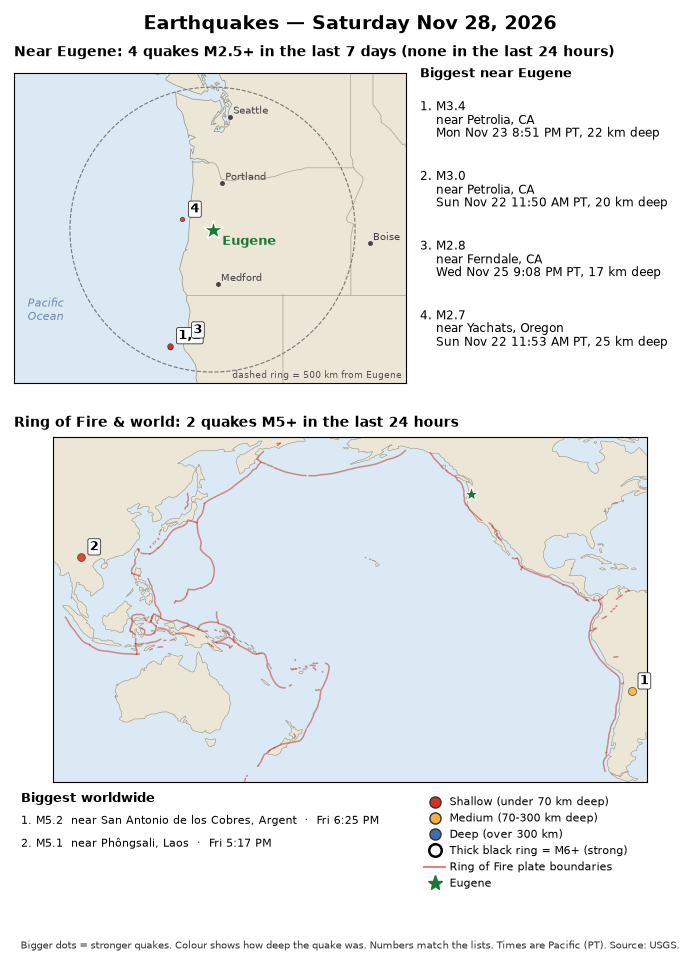 Earthquakes — Saturday Nov 28, 2026
Near Eugene: 4 quakes M2.5+ in the last 7 days (none in the last 24 hours)
Seattle
Portland
4
Eugene
Boise
Medford
Pacific
Ocean
1,
3
dashed ring = 500 km from Eugene
Biggest near Eugene
1. M3.4
near Petrolia, CA
Mon Nov 23 8:51 PM PT, 22 km deep
2. M3.0
near Petrolia, CA
Sun Nov 22 11:50 AM PT, 20 km deep
3. M2.8
near Ferndale, CA
Wed Nov 25 9:08 PM PT, 17 km deep
4. M2.7
near Yachats, Oregon
Sun Nov 22 11:53 AM PT, 25 km deep
Ring of Fire & world: 2 quakes M5+ in the last 24 hours
2
1
Biggest worldwide
1. M5.2 near San Antonio de los Cobres, Argent · Fri 6:25 PM
2. M5.1 near Phôngsali, Laos · Fri 5:17 PM
Shallow (under 70 km deep)
Medium (70-300 km deep)
Deep (over 300 km)
Thick black ring = M6+ (strong)
Ring of Fire plate boundaries
Eugene
Bigger dots = stronger quakes. Colour shows how deep the quake was. Numbers match the lists. Times are Pacific (PT). Source: USGS.